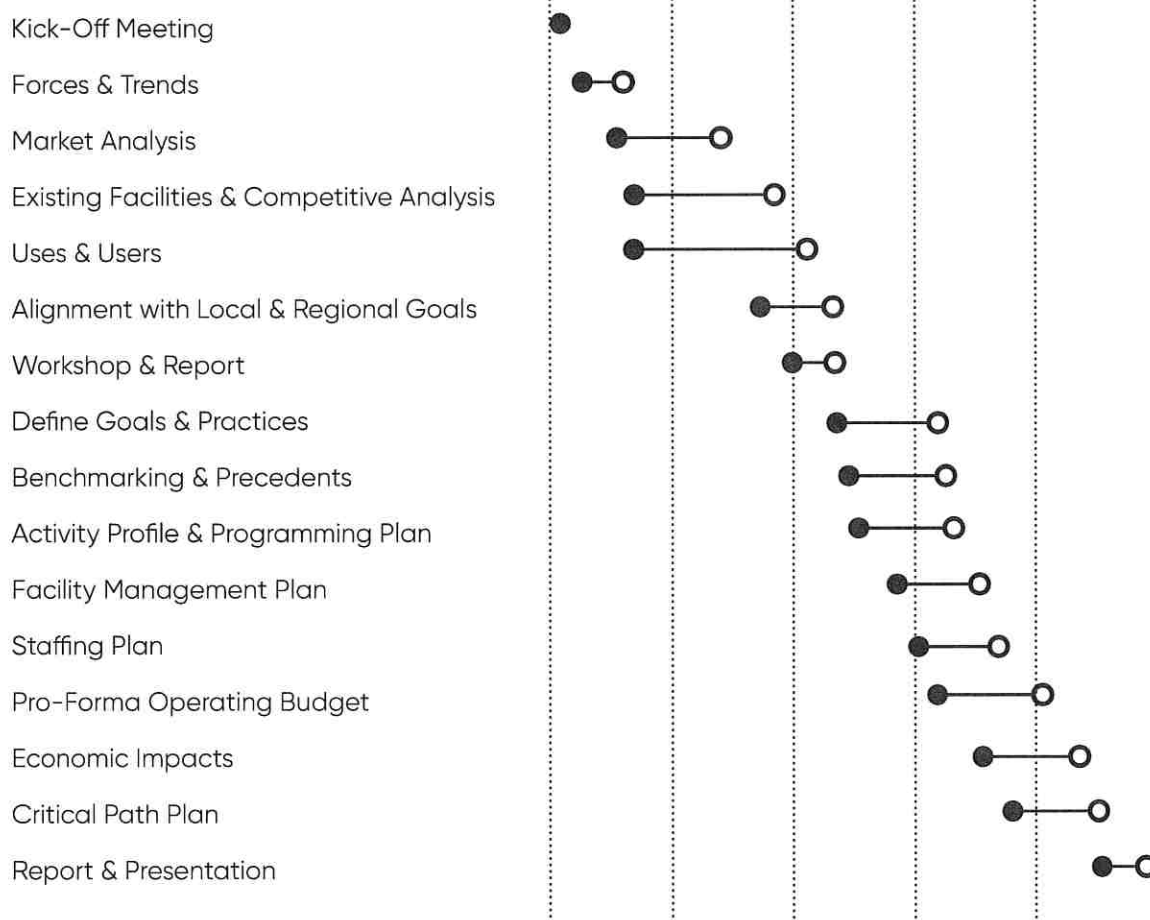 Kick-Off Meeting
Forces & Trends
Market Analysis
Existing Facilities & Competitive Analysis
Uses & Users
Alignment with Local & Regional Goals
Workshop & Report
Define Goals & Practices
Benchmarking & Precedents
Activity Profile & Programming Plan
Facility Management Plan
Staffing Plan
Pro-Forma Operating Budget
Economic Impacts
Critical Path Plan
Report & Presentation